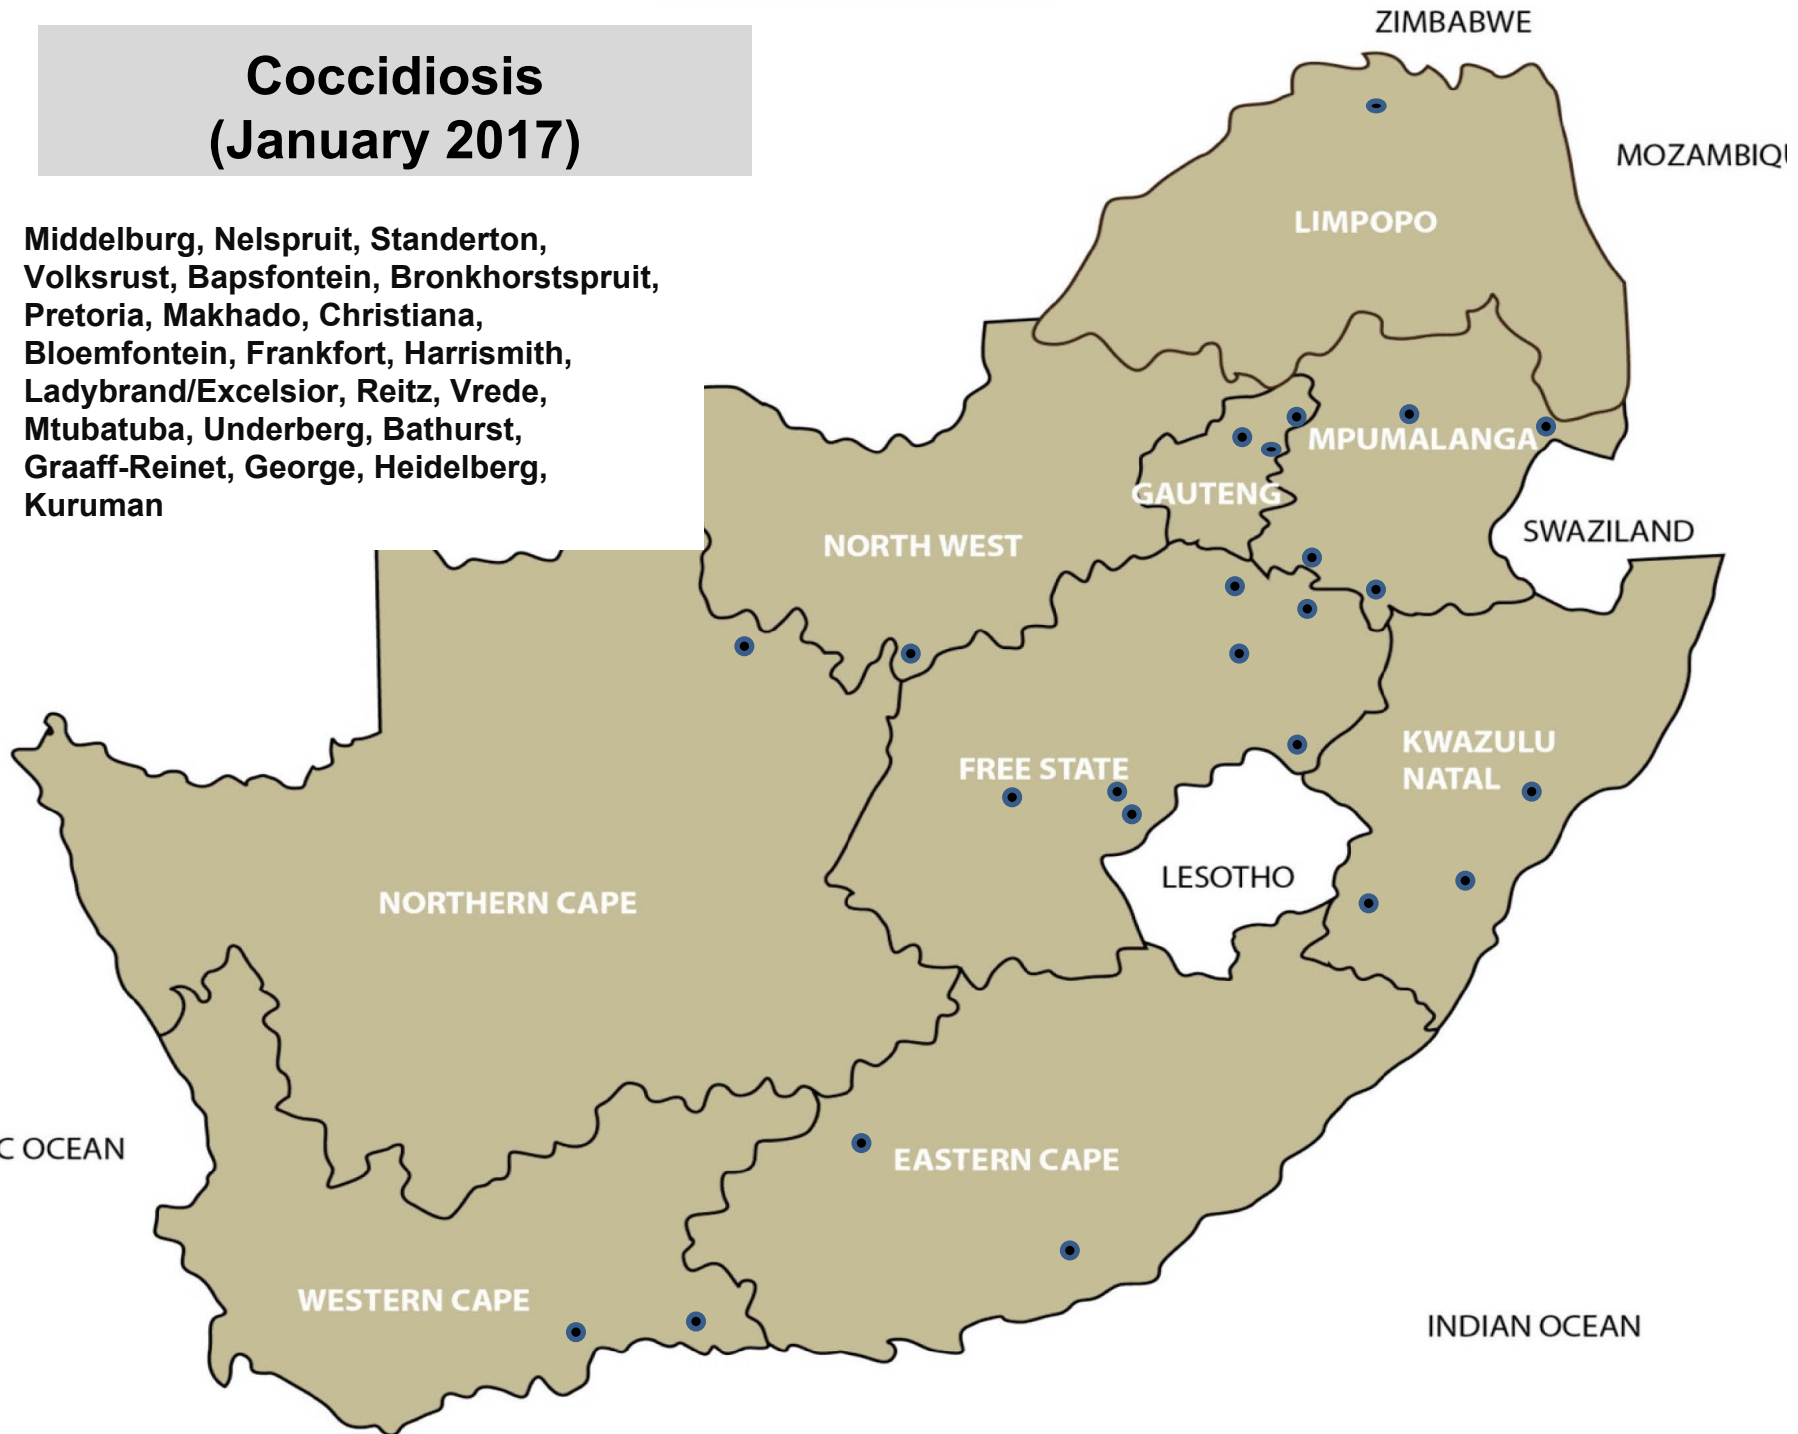 Coccidiosis
(January 2017)
Middelburg, Nelspruit, Standerton,
Volksrust, Bapsfontein, Bronkhorstspruit,
Pretoria, Makhado, Christiana,
Bloemfontein, Frankfort, Harrismith,
Ladybrand/Excelsior, Reitz, Vrede,
Mtubatuba, Underberg, Bathurst,
Graaff-Reinet, George, Heidelberg,
Kuruman
ZIMBABWE
MOZAMBIQU
LIMPOPO
MPUMALANGA
GAUTENG
SWAZILAND
NORTH WEST
KWAZULU
NATAL
FREE STATE
LESOTHO
NORTHERN CAPE
C OCEAN
EASTERN CAPE
WESTERN CAPE
INDIAN OCEAN